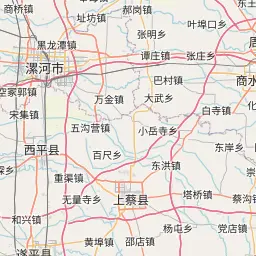 商桥镇
郝岗镇
叶埠口乡
址坊镇
张明乡
黑龙潭镇
谭庄镇
张庄乡
漯河市
巴村镇
商水
空冢郭镇
万金镇
大武乡
白寺镇
宋集镇
五沟营镇
小岳寺乡
西平县
百尺乡
东岸乡
东洪镇
重渠镇
无量寺乡
上蔡县
塔桥镇
蔡沟
和兴镇
杨屯乡
党店镇
黄埠镇
邵店镇
遂平县